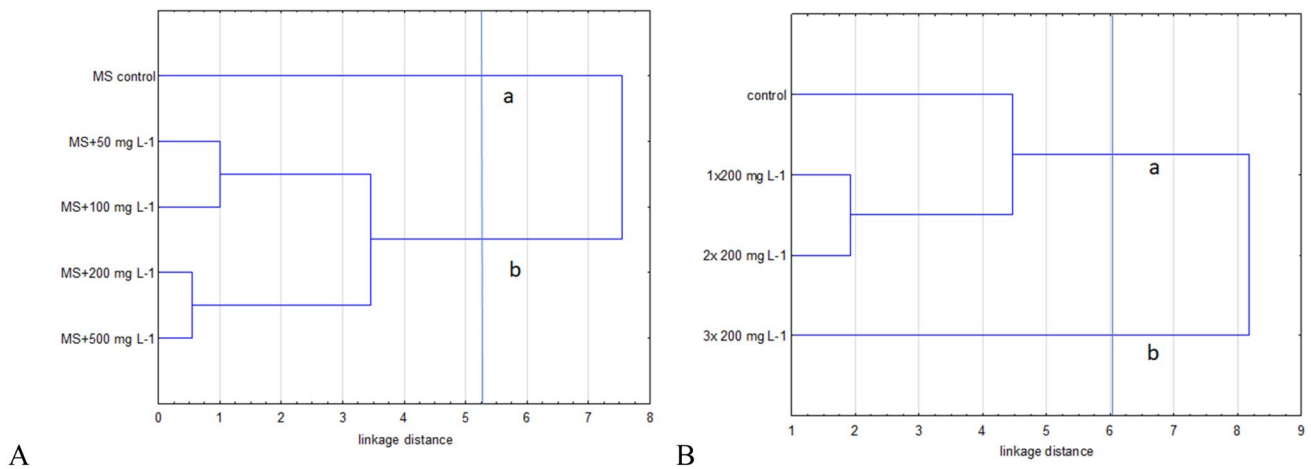 MS control
a
MS+50 mg L-1
MS+100 mg L-1
b
MS+200 mg L-1
MS+500 mg L-1
0 1 2 3 4 5 6 7 8
linkage distance
A
control
a
1x200 mg L-1
2x 200 mg L-1
3x 200 mg L-1
b
1 2 3 4 5 6 7 8 9
linkage distance
B